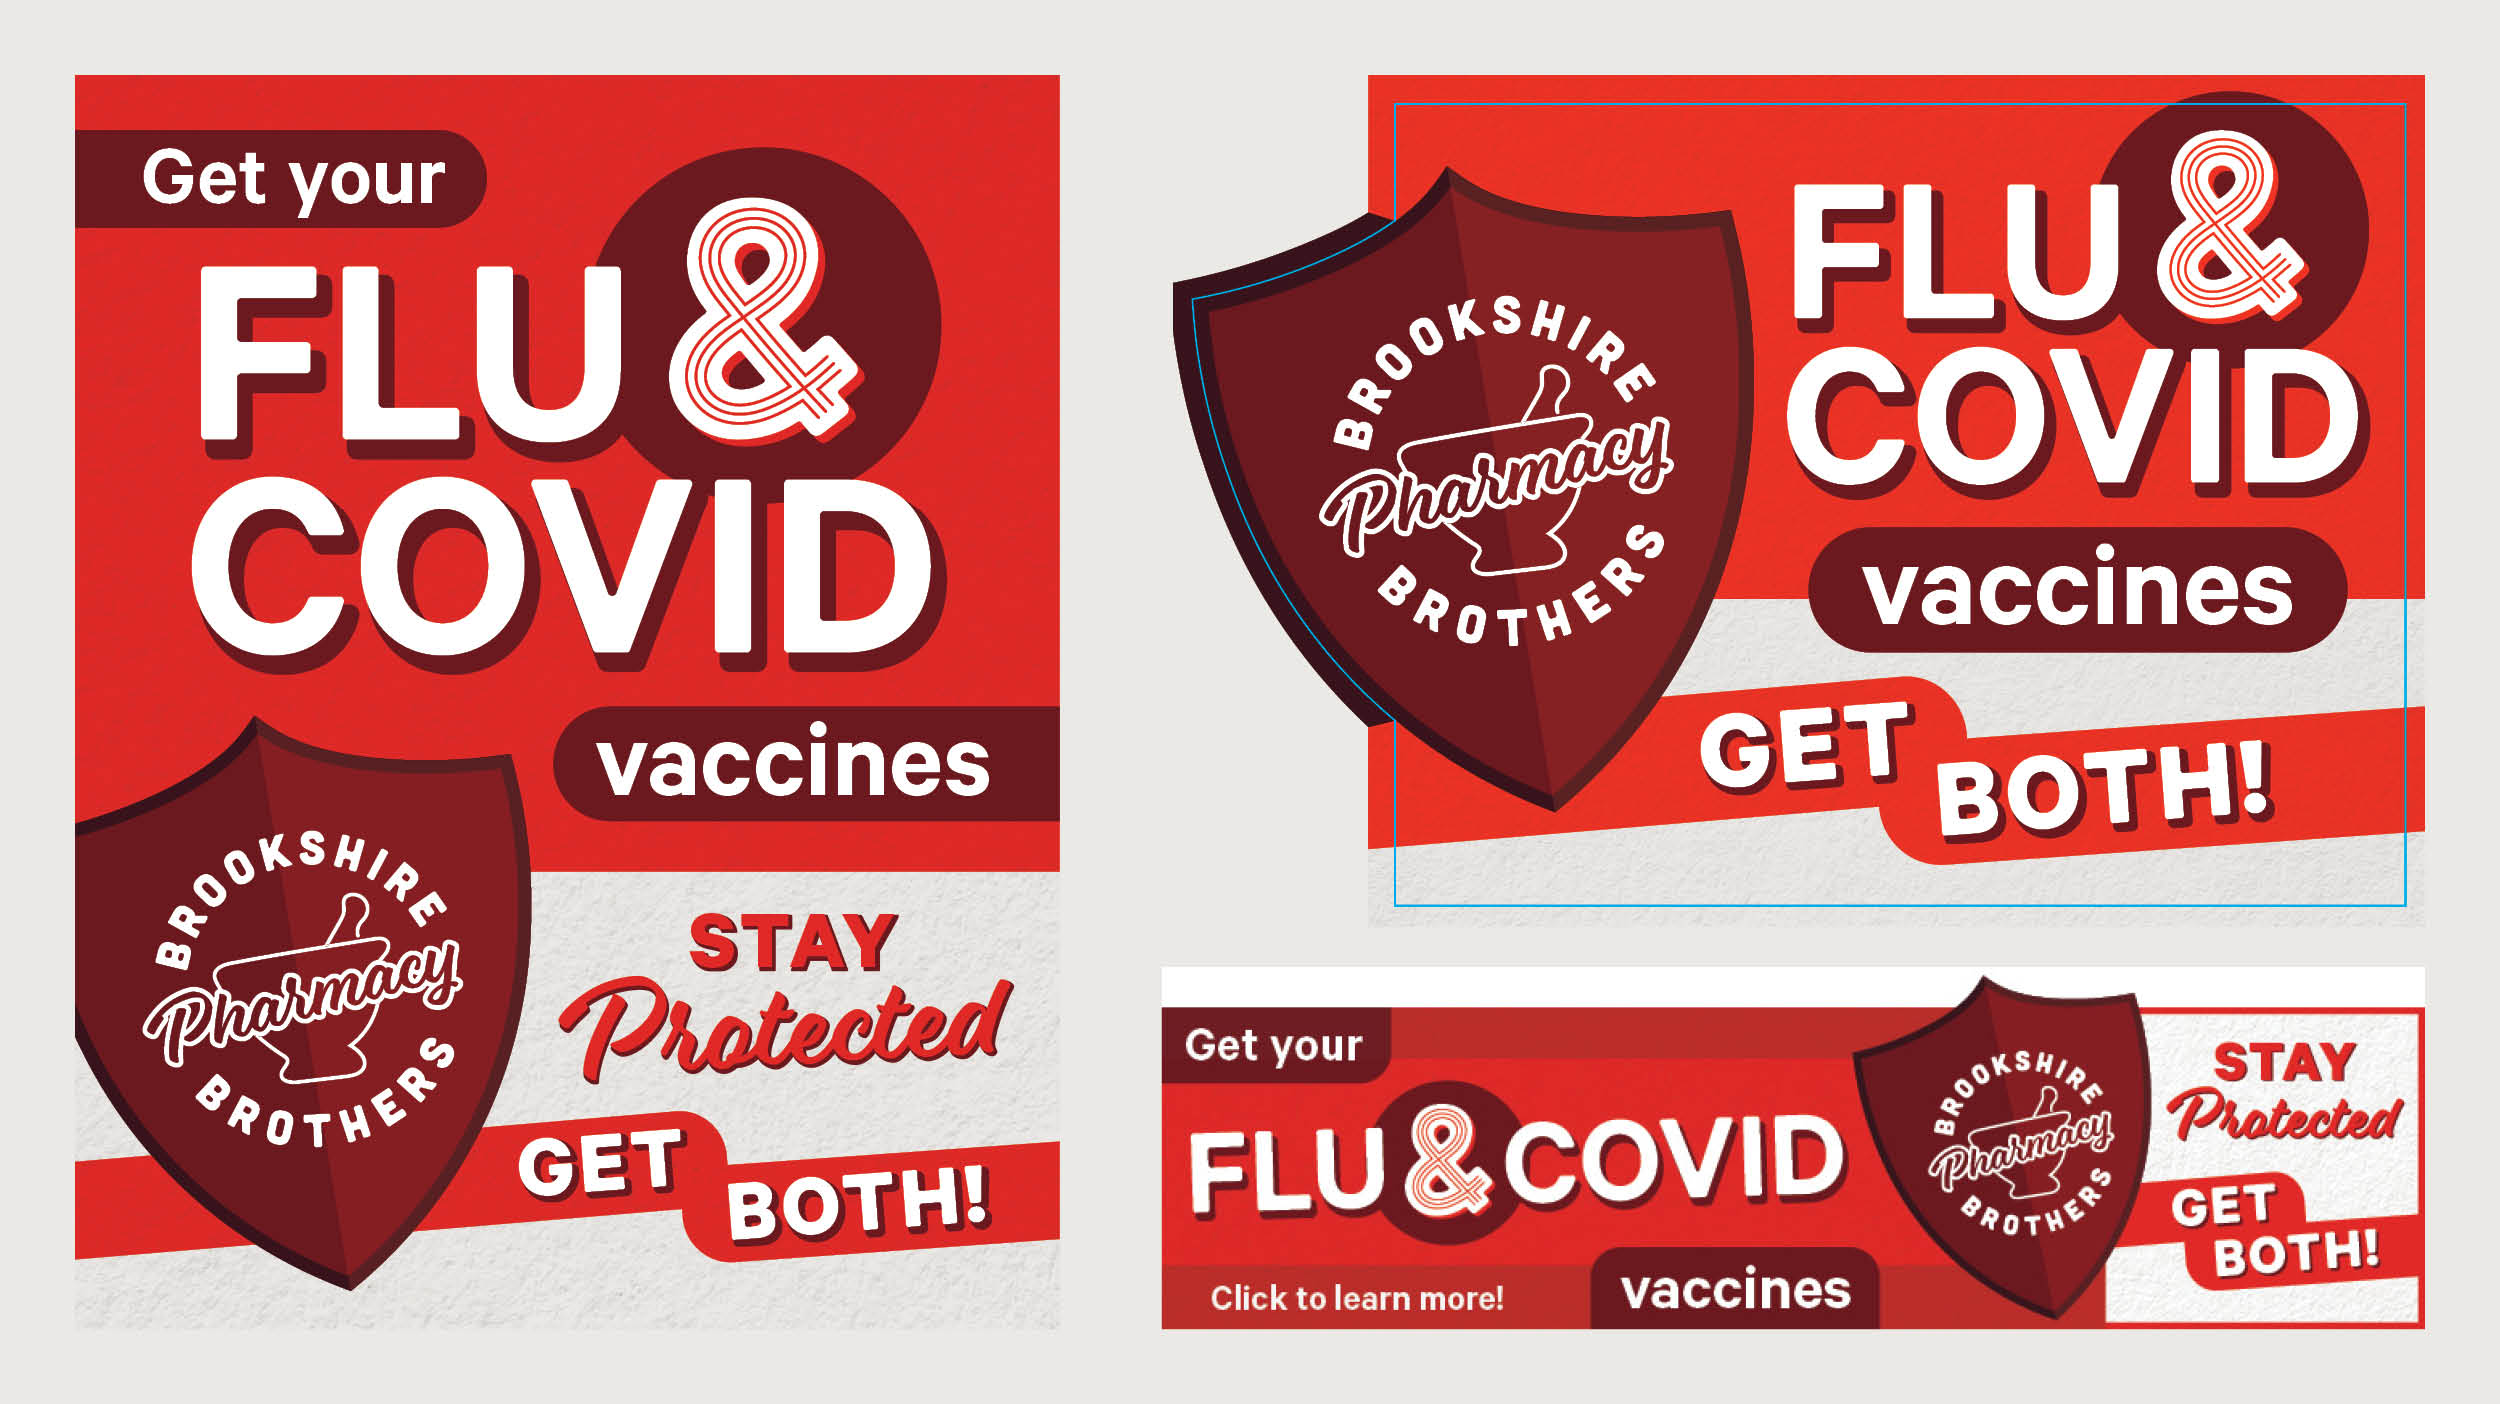 Get your
FLU &
COVID
vaccines
BROOKSHIRE
Pharmacy
BROTHERS
STAY
Protected
GET
BOTH!
FLU &
COVID
vaccines
BROOKSHIRE
Pharmacy
BROTHERS
GET
BOTH!
Get your
FLU & COVID
vaccines
Click to learn more!
BROOKSHIRE
Pharmacy
BROTHERS
STAY
Protected
GET
BOTH!